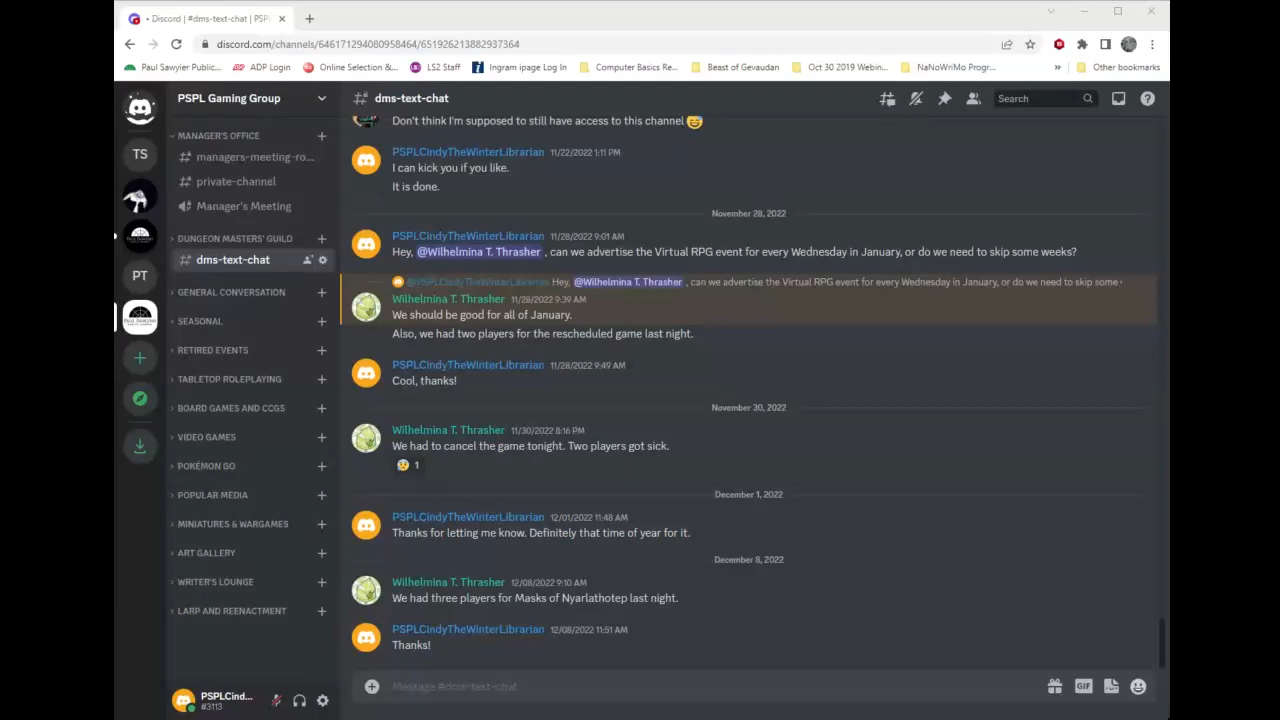 Discord | #dms-text-chat | PSPL
discord.com/channels/646171294080958464/651926213882937364
Paul Sawyier Public... ADP Login Online Selection &... LS2 Staff Ingram ipage Log In Computer Basics Re... Beast of Gevaudan Oct 30 2019 Webin... NaNoWriMo Progr... » Other bookmarks
PSPL Gaming Group
# dms-text-chat
Search
TS
PT
MANAGER'S OFFICE
managers-meeting-ro...
private-channel
Manager's Meeting
DUNGEON MASTERS' GUILD
dms-text-chat
GENERAL CONVERSATION
SEASONAL
RETIRED EVENTS
TABLETOP ROLEPLAYING
BOARD GAMES AND CCGS
VIDEO GAMES
POKÉMON GO
POPULAR MEDIA
MINIATURES & WARGAMES
ART GALLERY
WRITER'S LOUNGE
LARP AND REENACTMENT
PSPLCind...
#3113
Don't think I'm supposed to still have access to this channel 😅
PSPLCindyTheWinterLibrarian 11/22/2022 1:11 PM
I can kick you if you like.
It is done.
November 28, 2022
PSPLCindyTheWinterLibrarian 11/28/2022 9:01 AM
Hey, @Wilhelmina T. Thrasher , can we advertise the Virtual RPG event for every Wednesday in January, or do we need to skip some weeks?
@PSPLCindyTheWinterLibrarian Hey, @Wilhelmina T. Thrasher , can we advertise the Virtual RPG event for every Wednesday in January, or do we need to skip some
Wilhelmina T. Thrasher 11/28/2022 9:39 AM
We should be good for all of January.
Also, we had two players for the rescheduled game last night.
PSPLCindyTheWinterLibrarian 11/28/2022 9:49 AM
Cool, thanks!
November 30, 2022
Wilhelmina T. Thrasher 11/30/2022 8:16 PM
We had to cancel the game tonight. Two players got sick.
1
December 1, 2022
PSPLCindyTheWinterLibrarian 12/01/2022 11:48 AM
Thanks for letting me know. Definitely that time of year for it.
December 8, 2022
Wilhelmina T. Thrasher 12/08/2022 9:10 AM
We had three players for Masks of Nyarlathotep last night.
PSPLCindyTheWinterLibrarian 12/08/2022 11:51 AM
Thanks!
Message #dms-text-chat
GIF